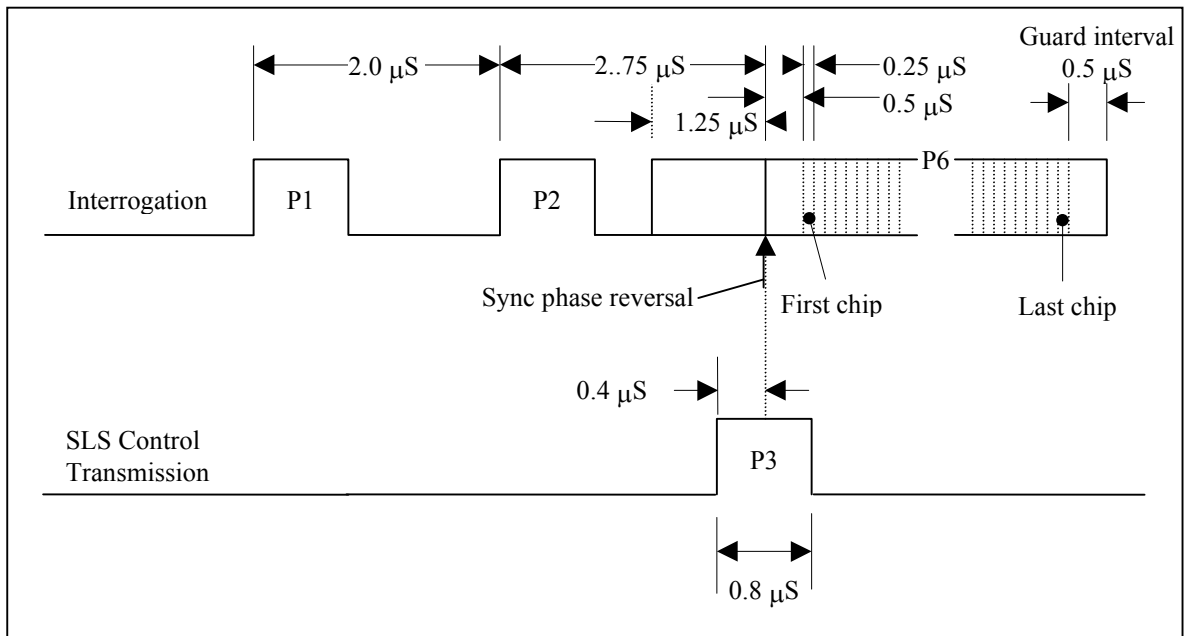 Guard interval
2.0 μS
2..75 μS
0.25 μS
0.5 μS
0.5 μS
1.25 μS
P6
Interrogation
P1
P2
Sync phase reversal
First chip
Last chip
0.4 μS
SLS Control
Transmission
P3
0.8 μS